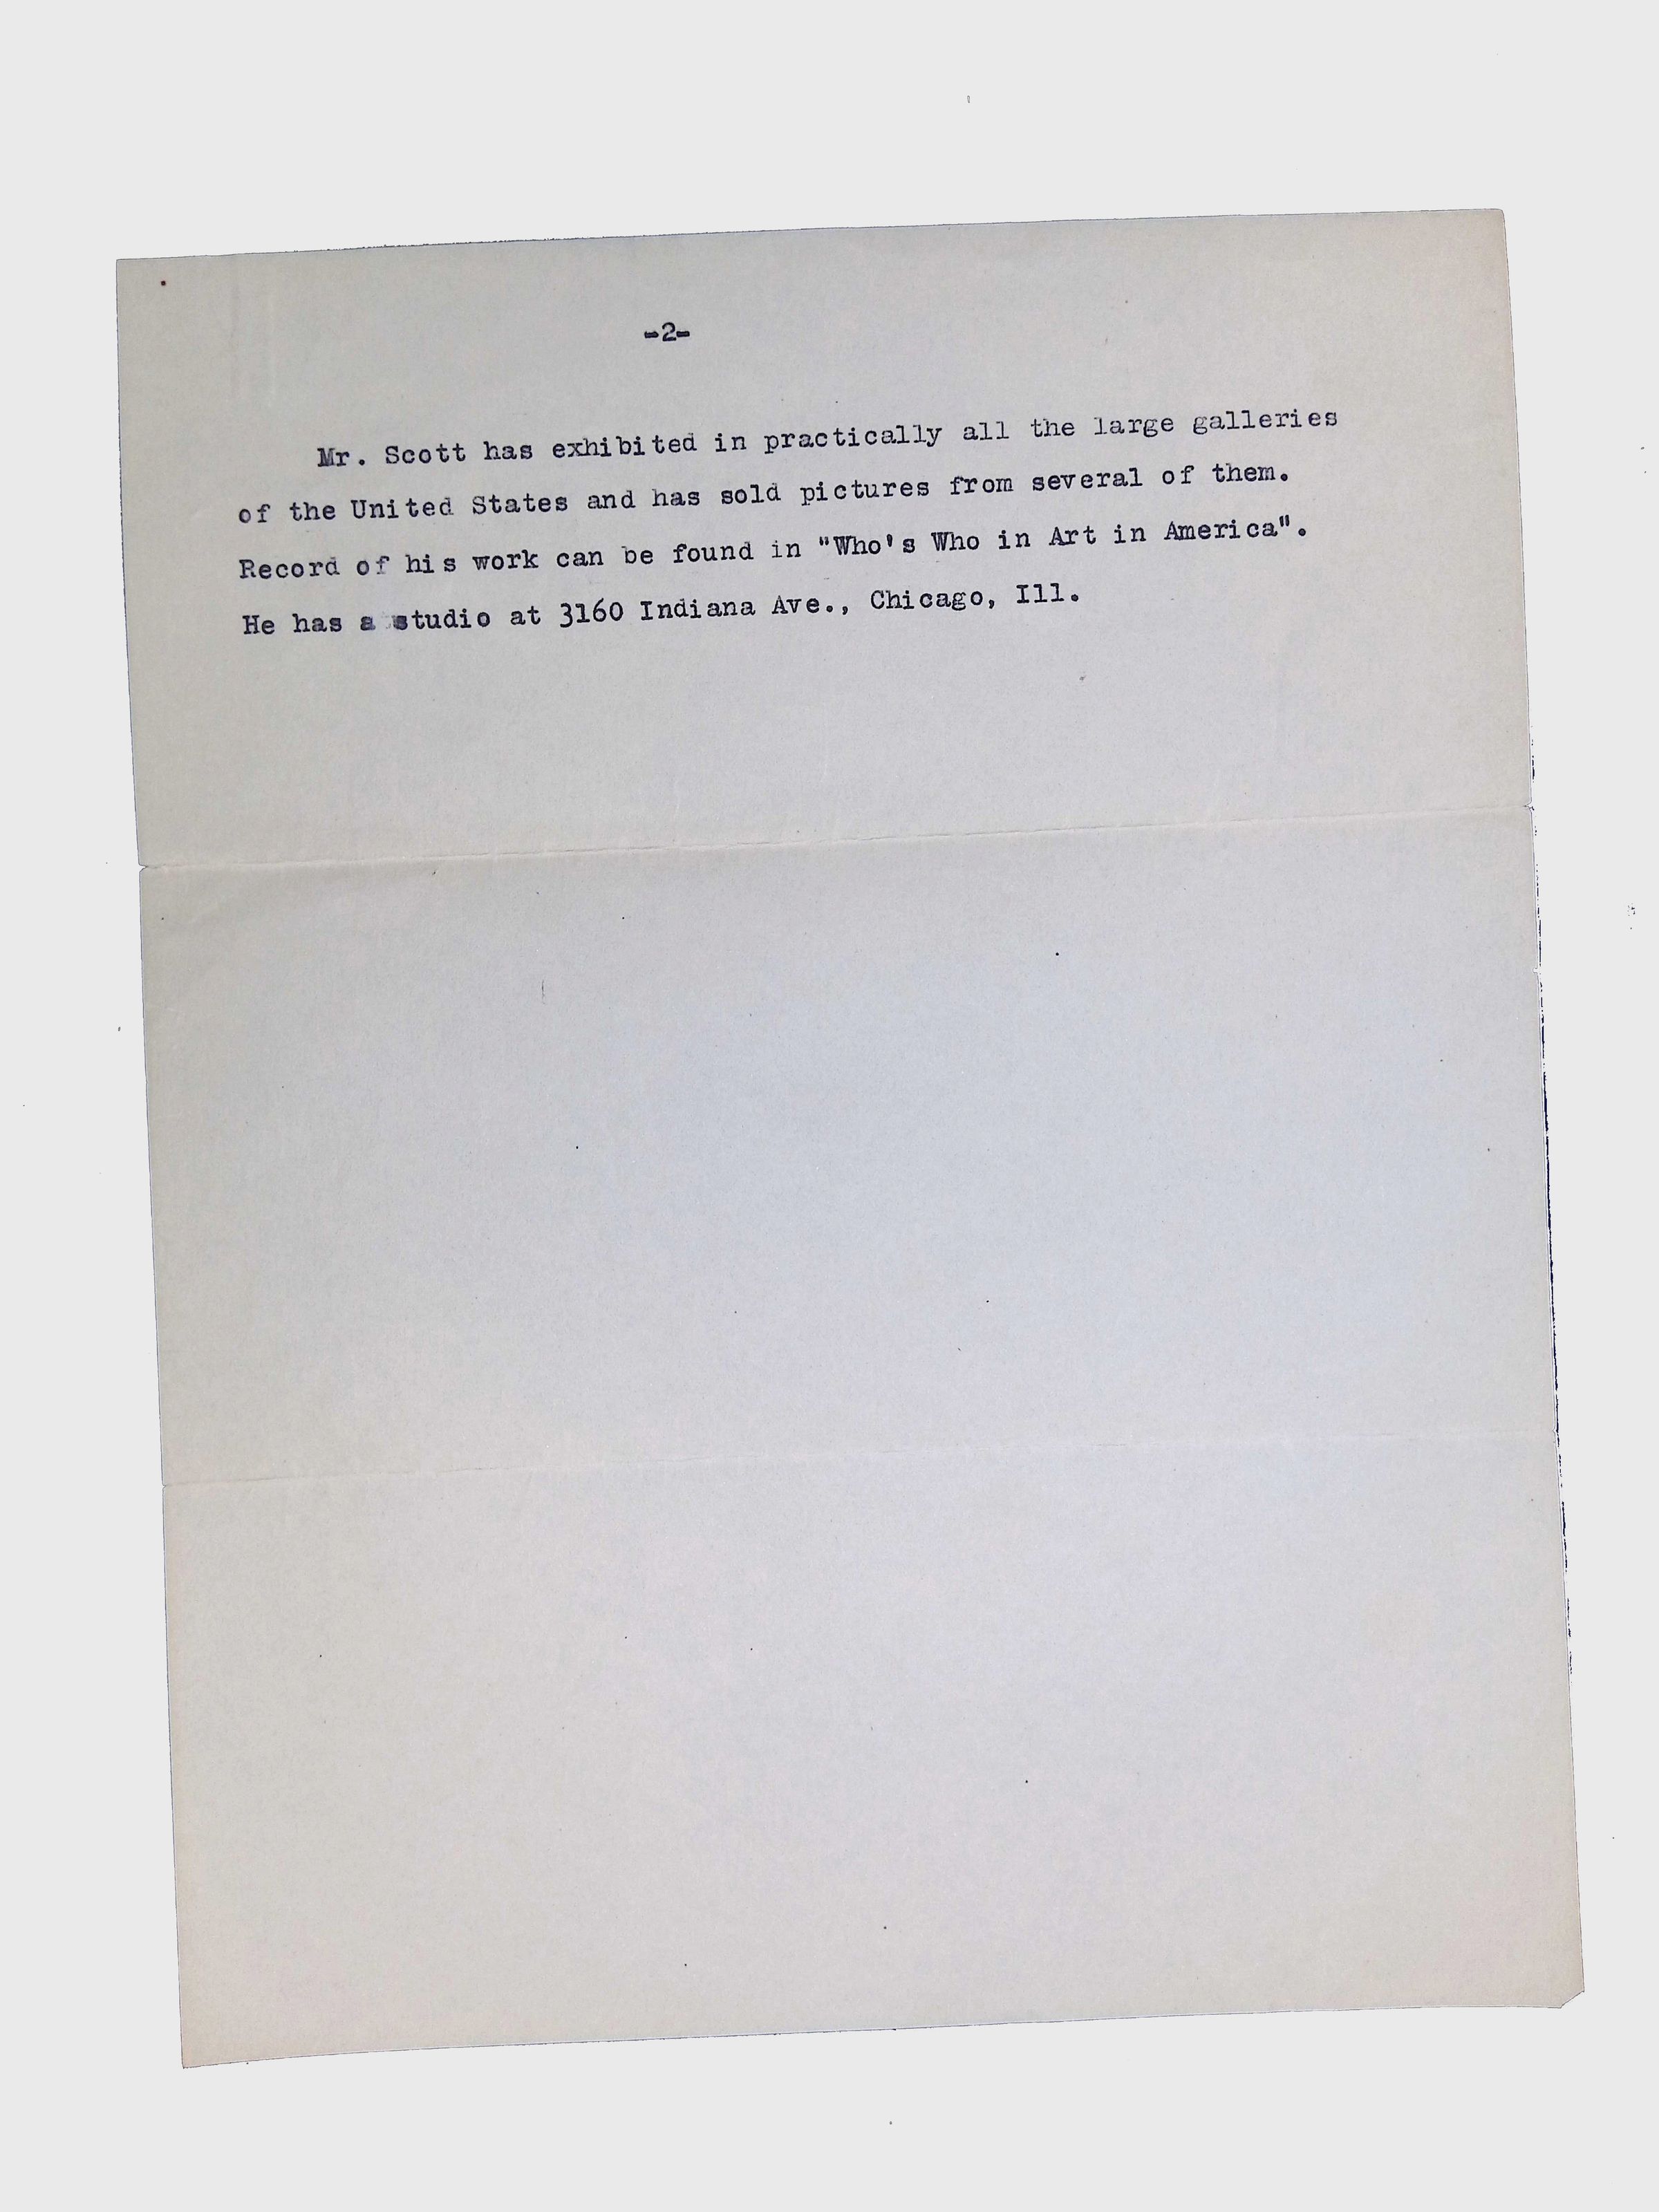 -2-
Mr. Scott has exhibited in practically all the large galleries
of the United States and has sold pictures from several of them.
Record of his work can be found in "Who's Who in Art in America".
He has a studio at 3160 Indiana Ave., Chicago, Ill.